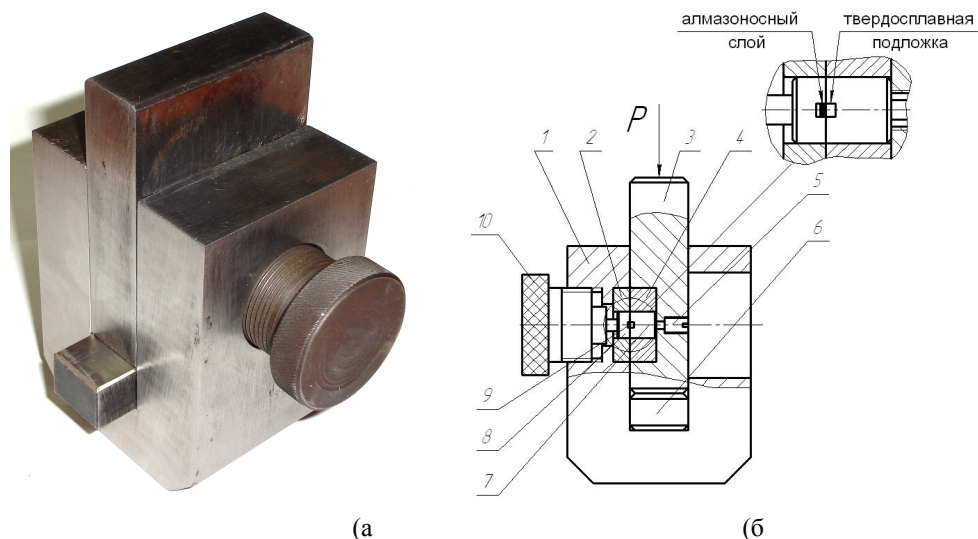 алмазоносный
слой
твердосплавная
подложка
P
1
2
3
4
5
10
6
9
8
7
(а
(б